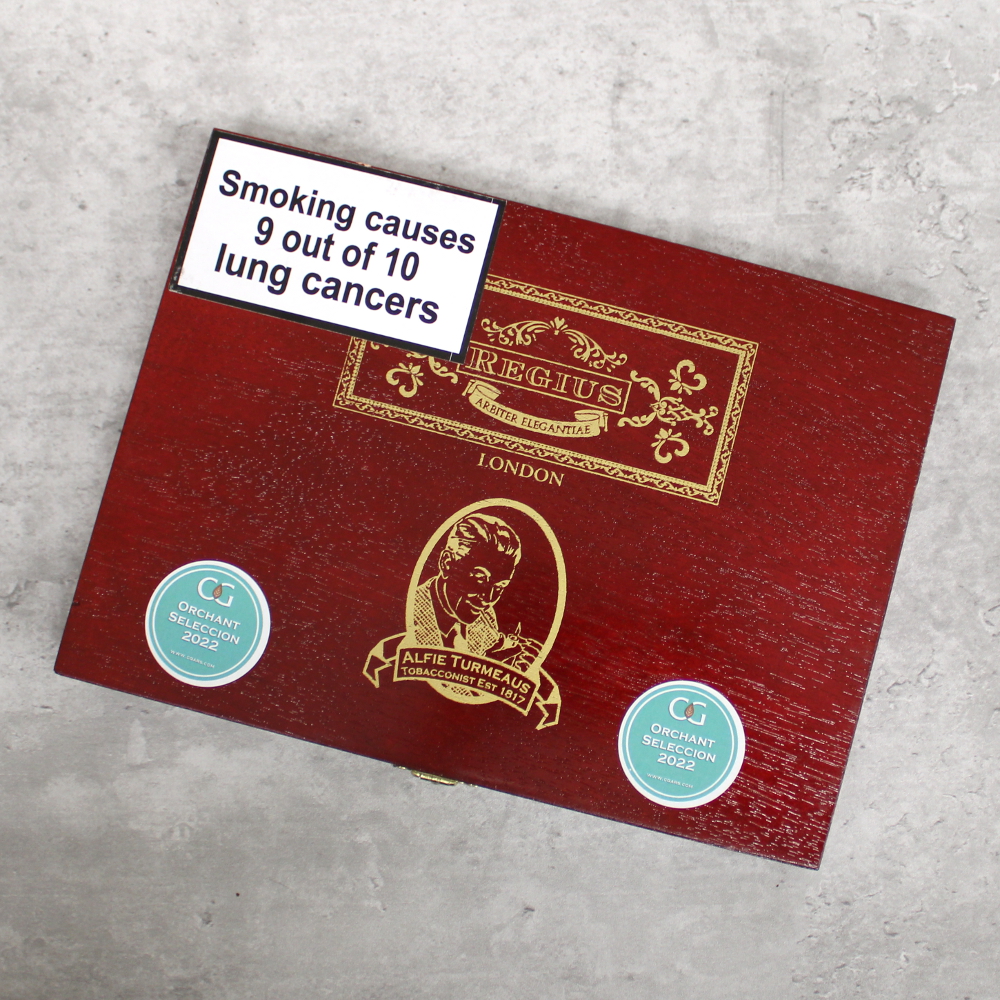 Smoking causes
9 out of 10
lung cancers
REGIUS
ARBITER ELEGANTIAE
LONDON
ALFIE TURMEAUS
TOBACCONIST EST 1817
CG
ORCHANT
SELECCION
2022
CG
ORCHANT
SELECCION
2022